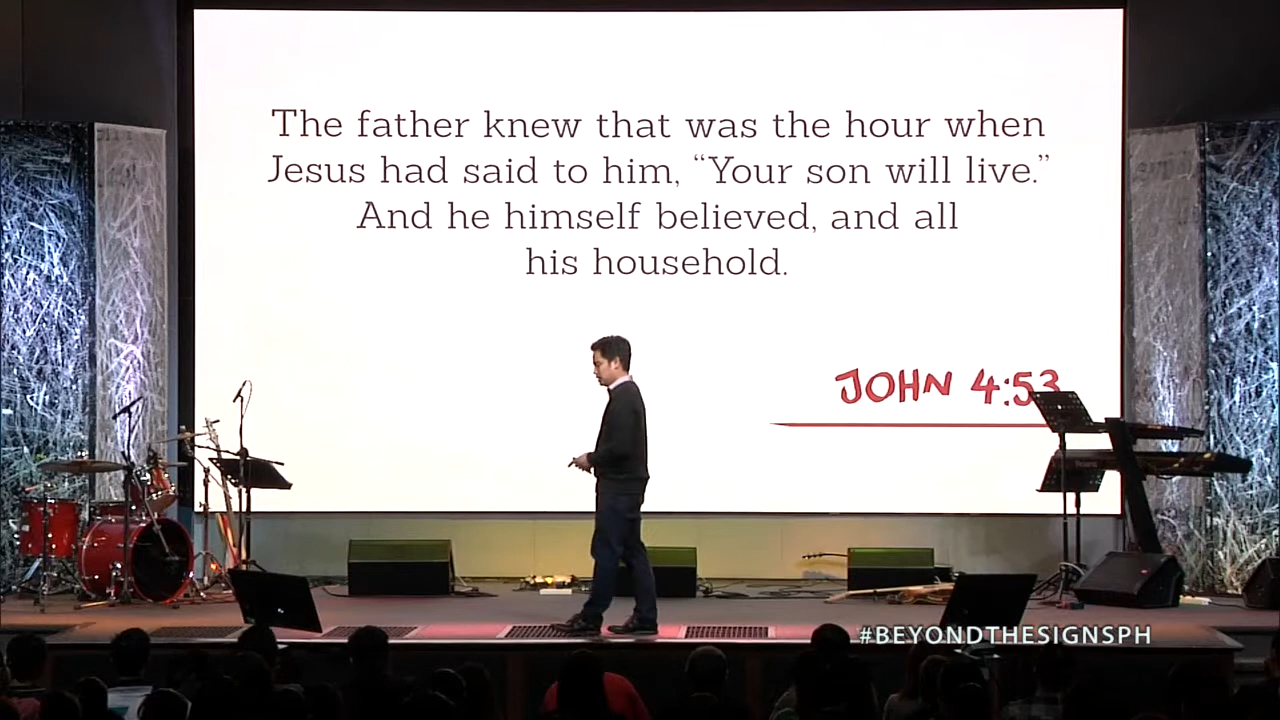 The father knew that was the hour when
Jesus had said to him, “Your son will live.”
And he himself believed, and all
his household.
JOHN 4:53
Roland
#BEYONDTHESIGNSPH